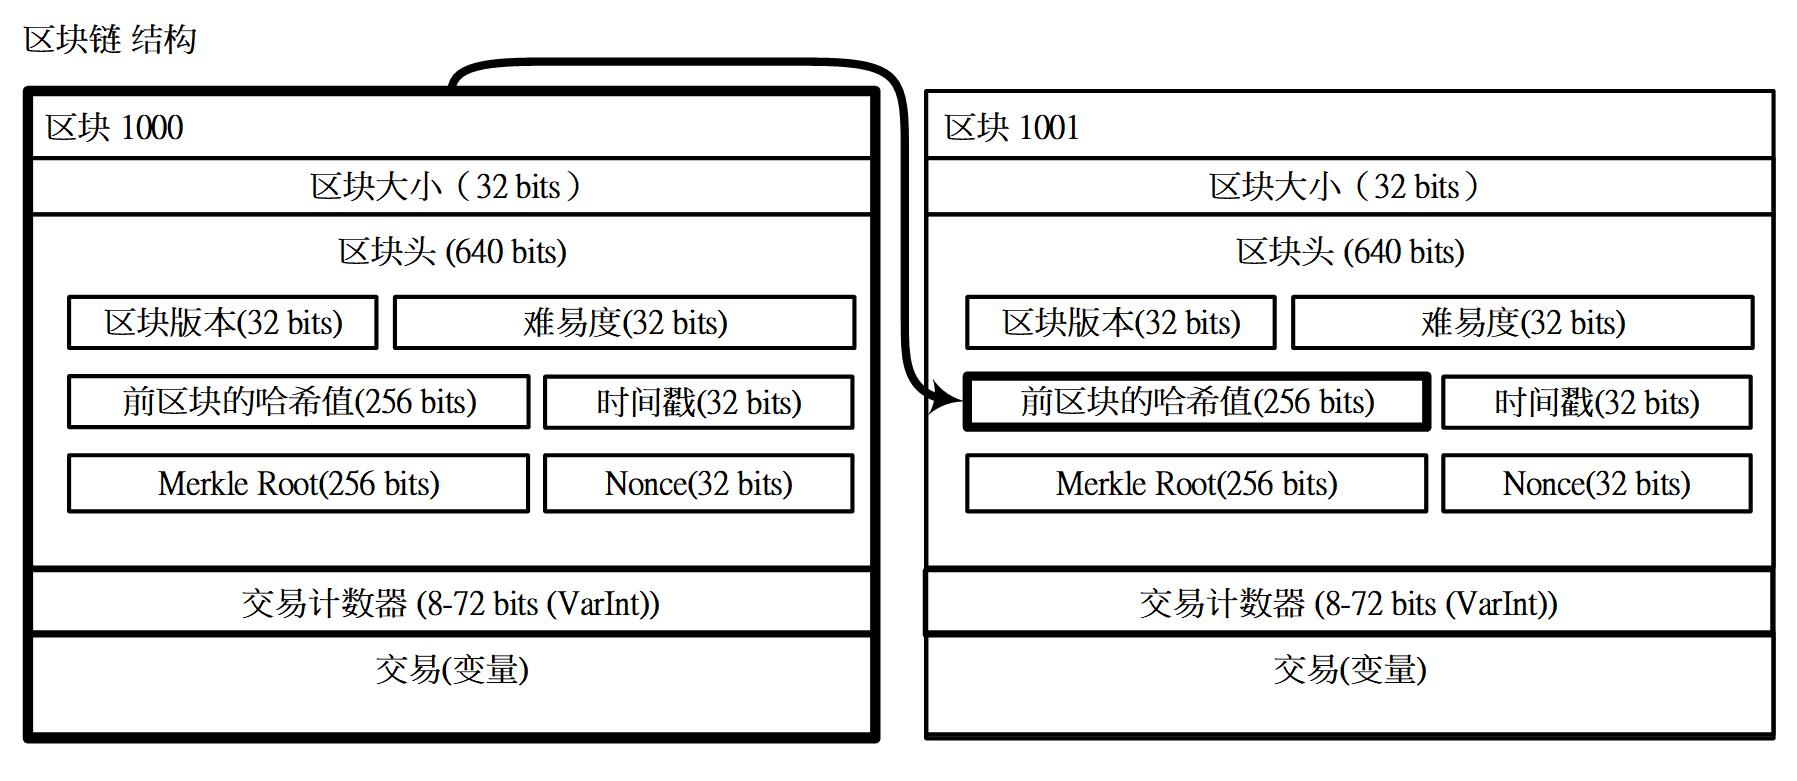 区块链 结构
区块 1000
区块大小（32 bits）
区块头 (640 bits)
区块版本(32 bits)
难易度(32 bits)
前区块的哈希值(256 bits)
时间戳(32 bits)
Merkle Root(256 bits)
Nonce(32 bits)
交易计数器 (8-72 bits (VarInt))
交易(变量)
区块 1001
区块大小（32 bits）
区块头 (640 bits)
区块版本(32 bits)
难易度(32 bits)
前区块的哈希值(256 bits)
时间戳(32 bits)
Merkle Root(256 bits)
Nonce(32 bits)
交易计数器 (8-72 bits (VarInt))
交易(变量)